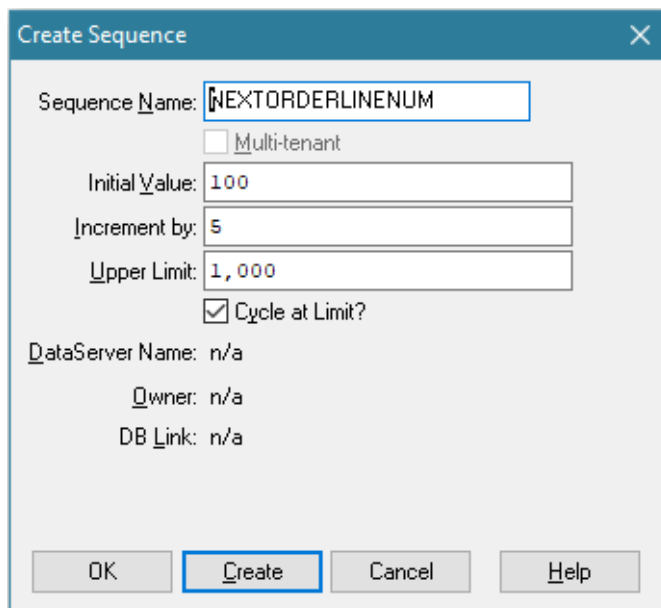 Create Sequence
Sequence Name: NEXTORDERLINENUM
Multi-tenant
Initial Value: 100
Increment by: 5
Upper Limit: 1,000
Cycle at Limit?
DataServer Name: n/a
Owner: n/a
DB Link: n/a
OK Create Cancel Help